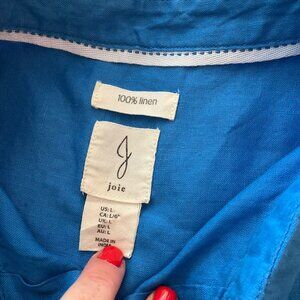 100% linen
J
joie
US: L
CA: L/G
UK: L
EU: L
AU: L
MADE IN
INDIA